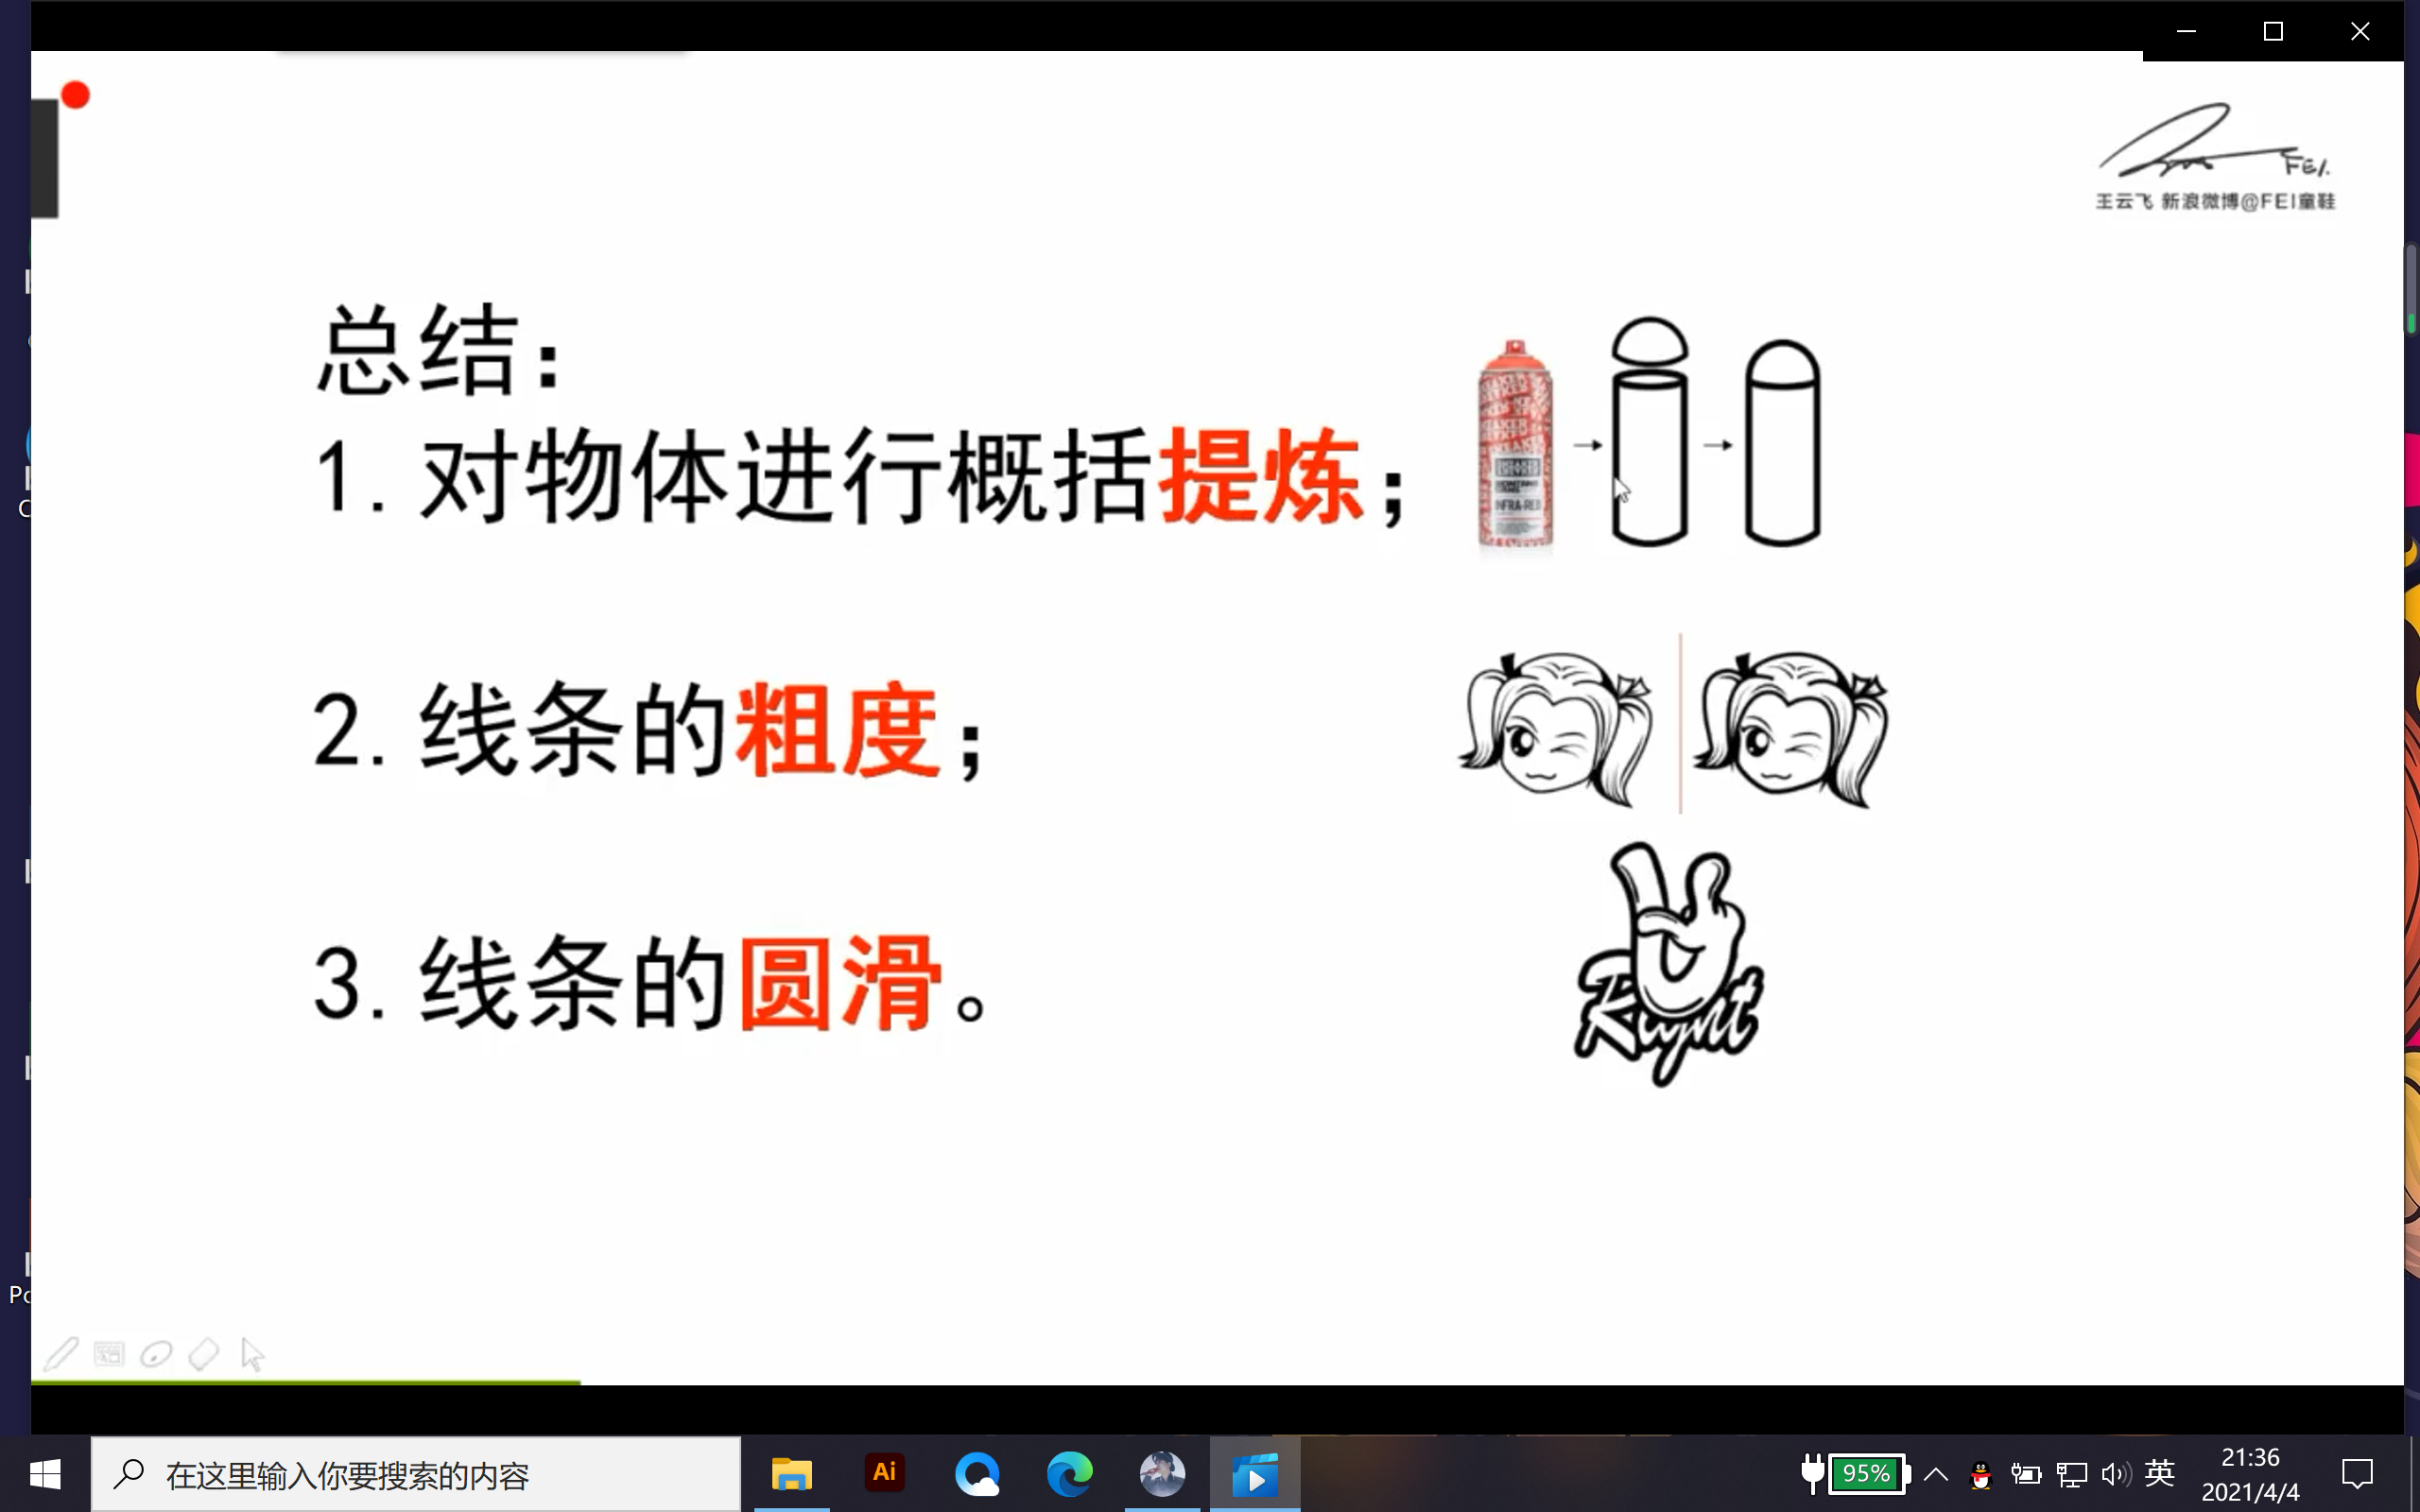 FEI.
王云飞 新浪微博@FEI童鞋
总结：
1.对物体进行概括提炼；
INFRA-RED
2.线条的粗度；
3.线条的圆滑。
Right
C
Po
在这里输入你要搜索的内容
Ai
95%
英
21:36
2021/4/4